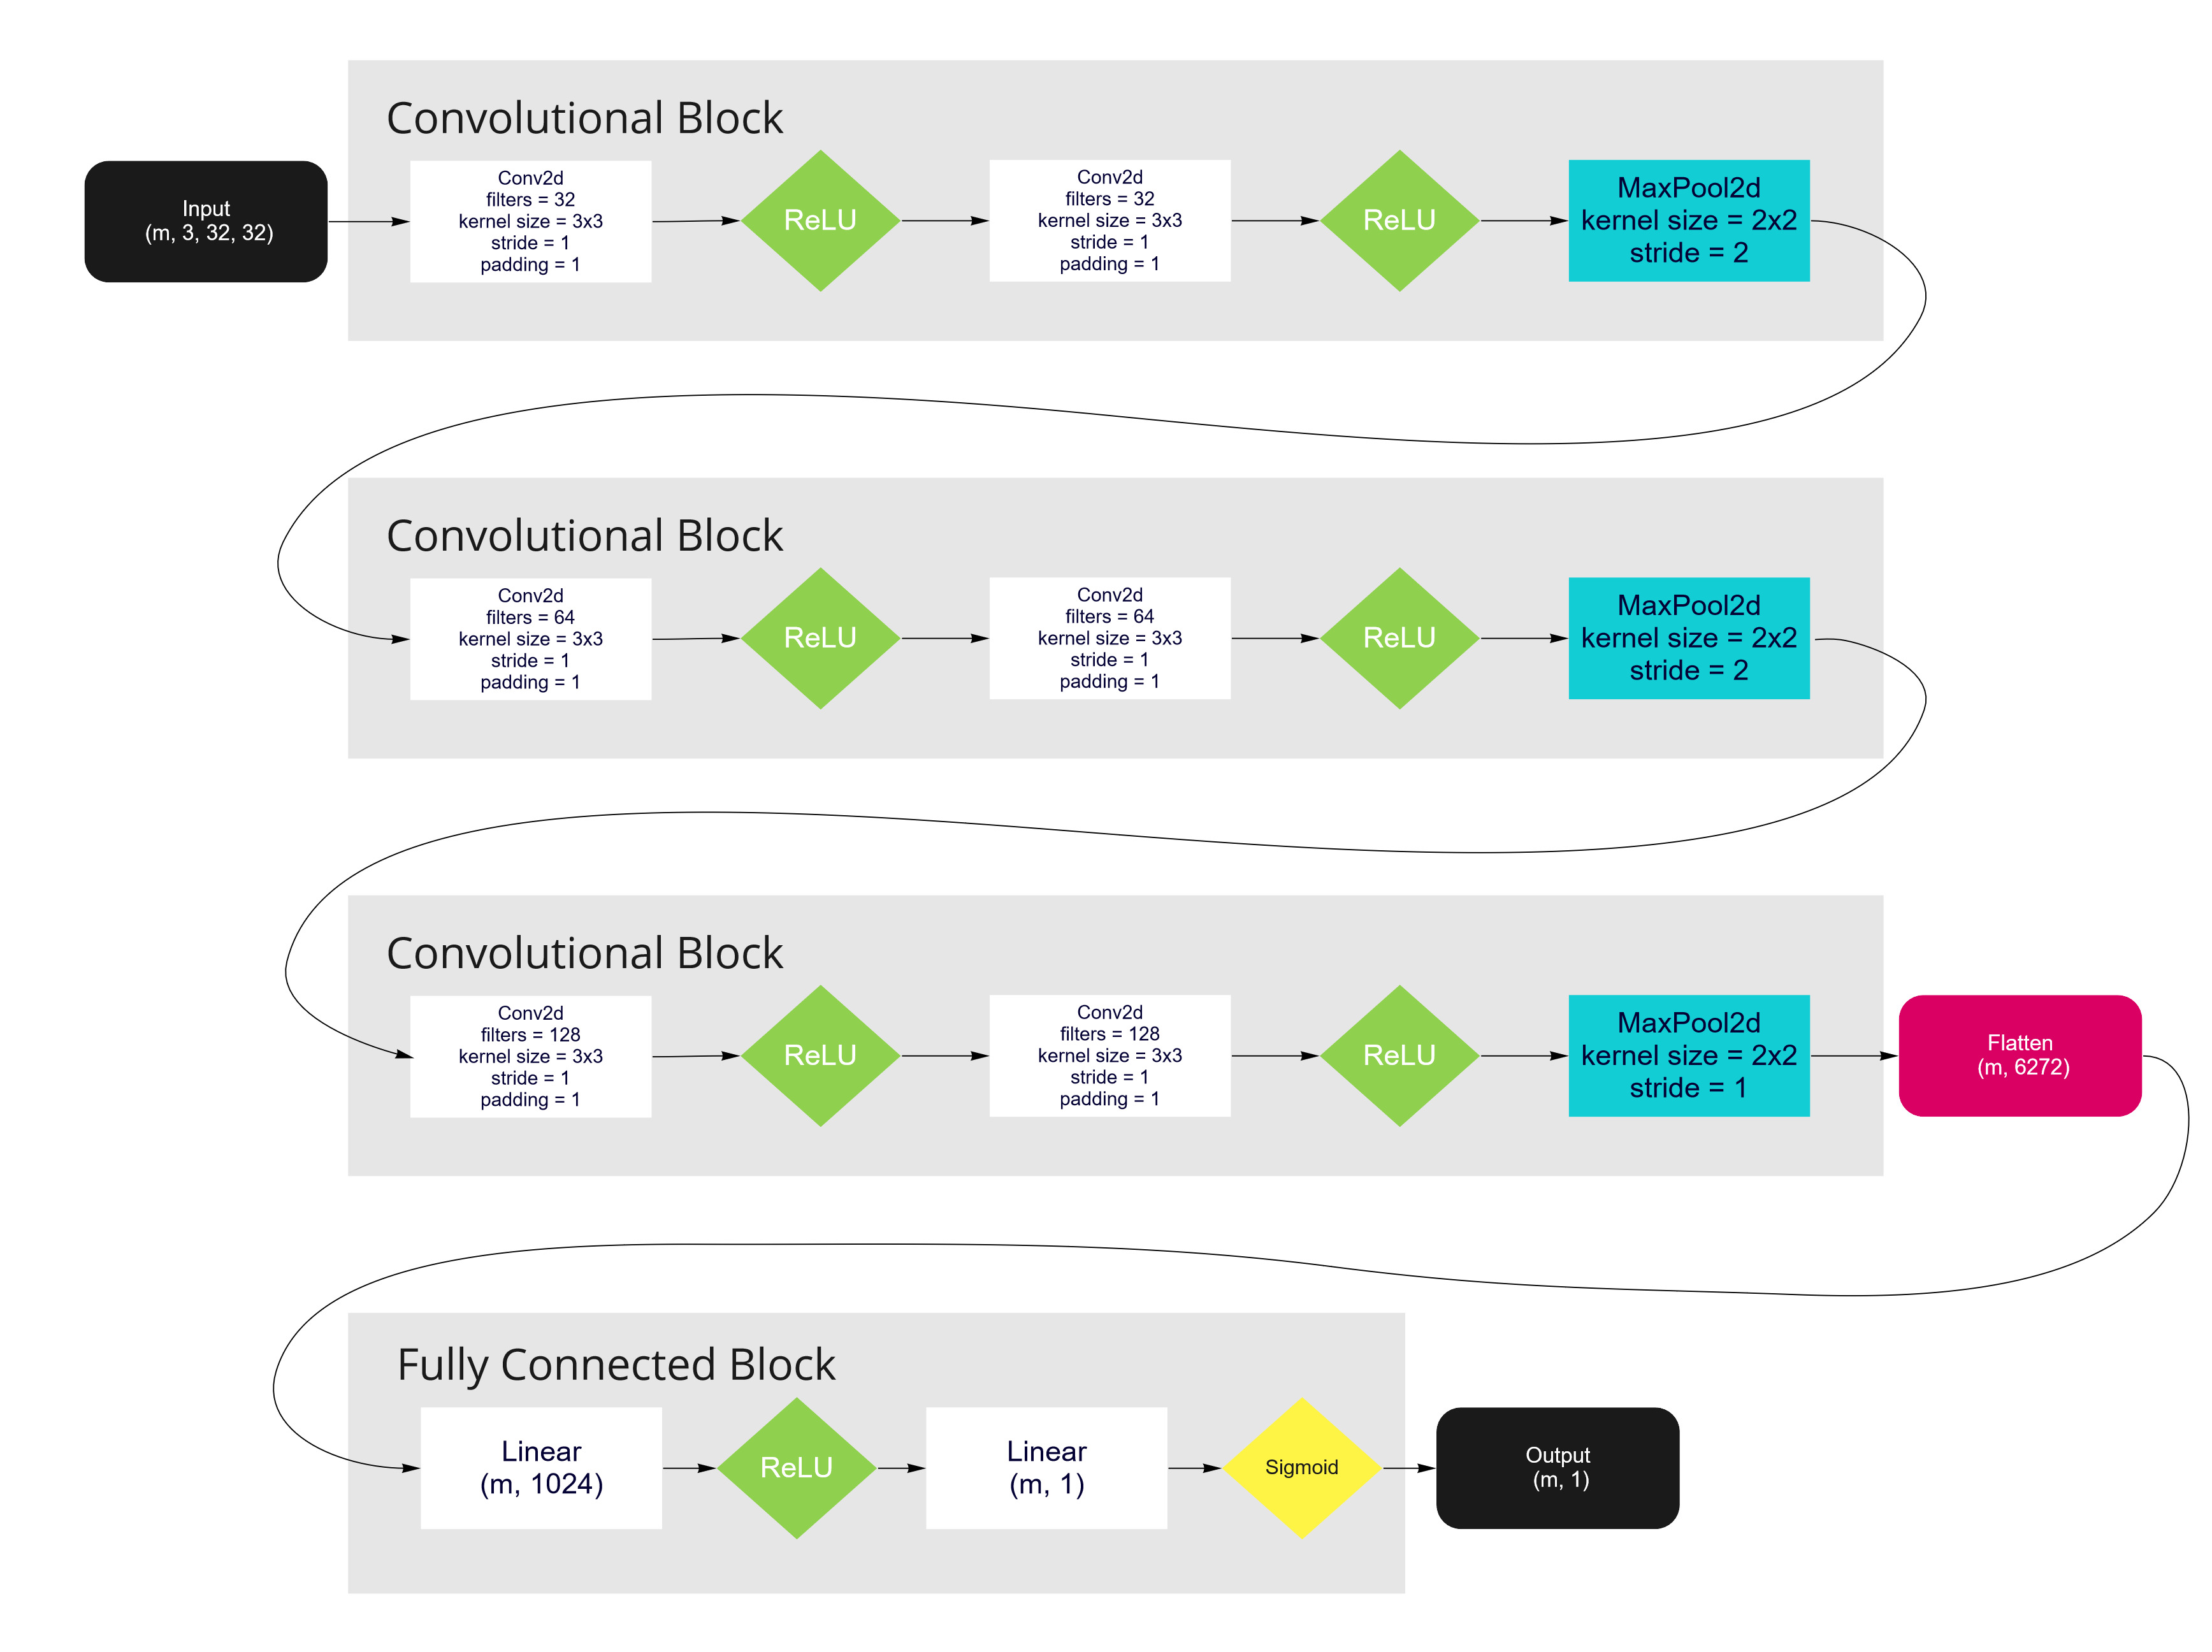 Convolutional Block
Input
(m, 3, 32, 32)
Conv2d
filters = 32
kernel size = 3x3
stride = 1
padding = 1
ReLU
Conv2d
filters = 32
kernel size = 3x3
stride = 1
padding = 1
ReLU
MaxPool2d
kernel size = 2x2
stride = 2
Convolutional Block
Conv2d
filters = 64
kernel size = 3x3
stride = 1
padding = 1
ReLU
Conv2d
filters = 64
kernel size = 3x3
stride = 1
padding = 1
ReLU
MaxPool2d
kernel size = 2x2
stride = 2
Convolutional Block
Conv2d
filters = 128
kernel size = 3x3
stride = 1
padding = 1
ReLU
Conv2d
filters = 128
kernel size = 3x3
stride = 1
padding = 1
ReLU
MaxPool2d
kernel size = 2x2
stride = 1
Flatten
(m, 6272)
Fully Connected Block
Linear
(m, 1024)
ReLU
Linear
(m, 1)
Sigmoid
Output
(m, 1)